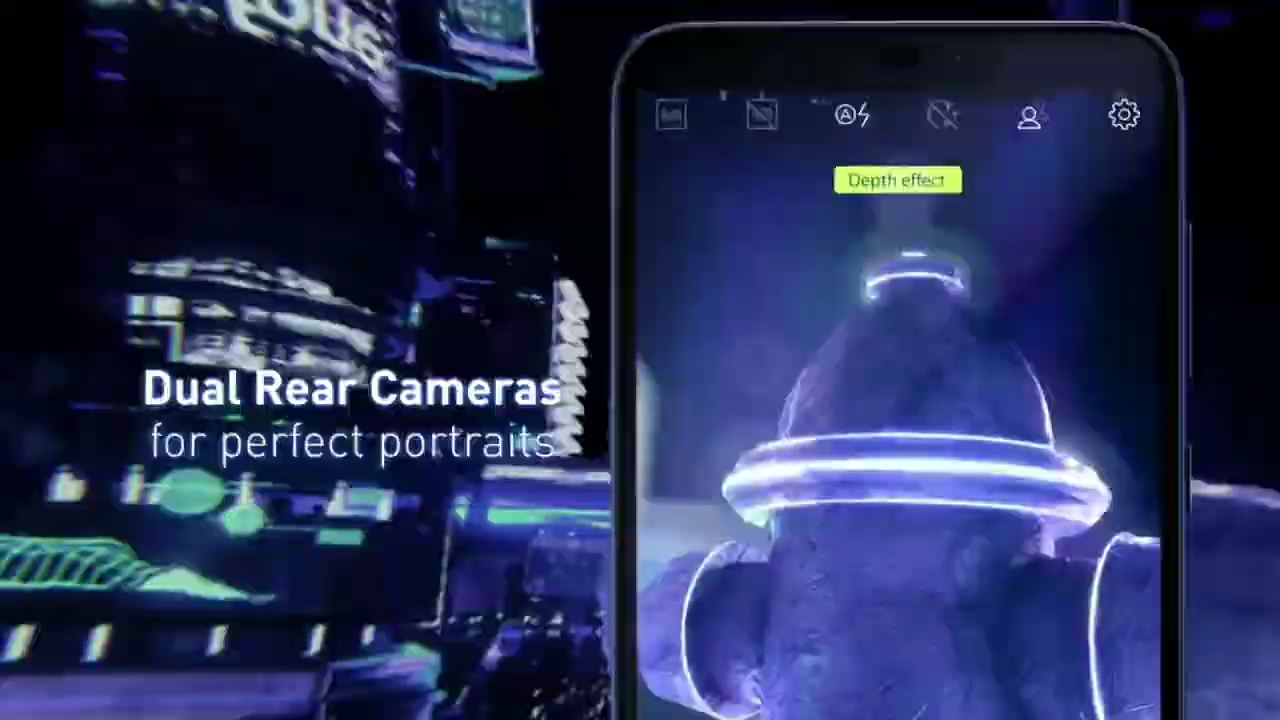 Dual Rear Cameras
for perfect portraits
Depth effect
A